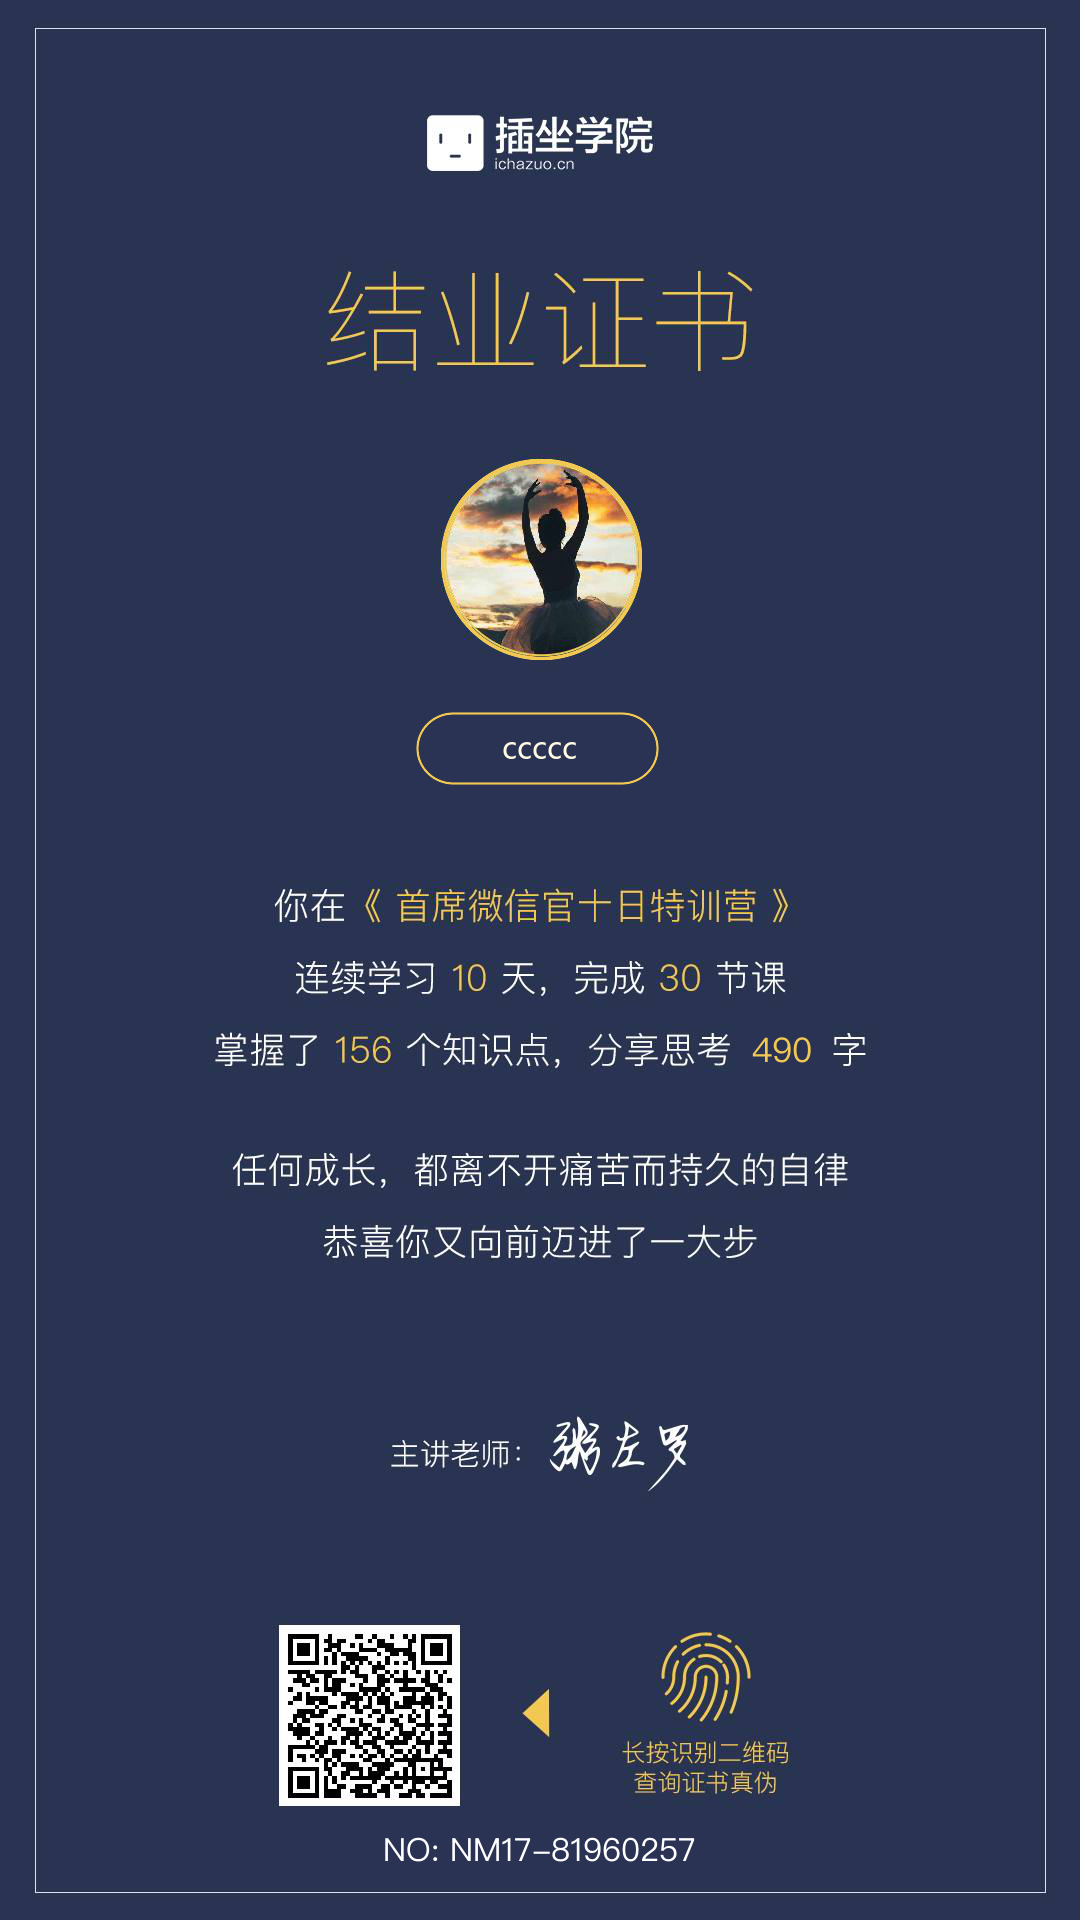 插坐学院
ichazuo.cn
结业证书
ccccc
你在《 首席微信官十日特训营 》
连续学习 10 天，完成 30 节课
掌握了 156 个知识点，分享思考 490 字
任何成长，都离不开痛苦而持久的自律
恭喜你又向前迈进了一大步
主讲老师：粥左罗
长按识别二维码
查询证书真伪
NO: NM17-81960257